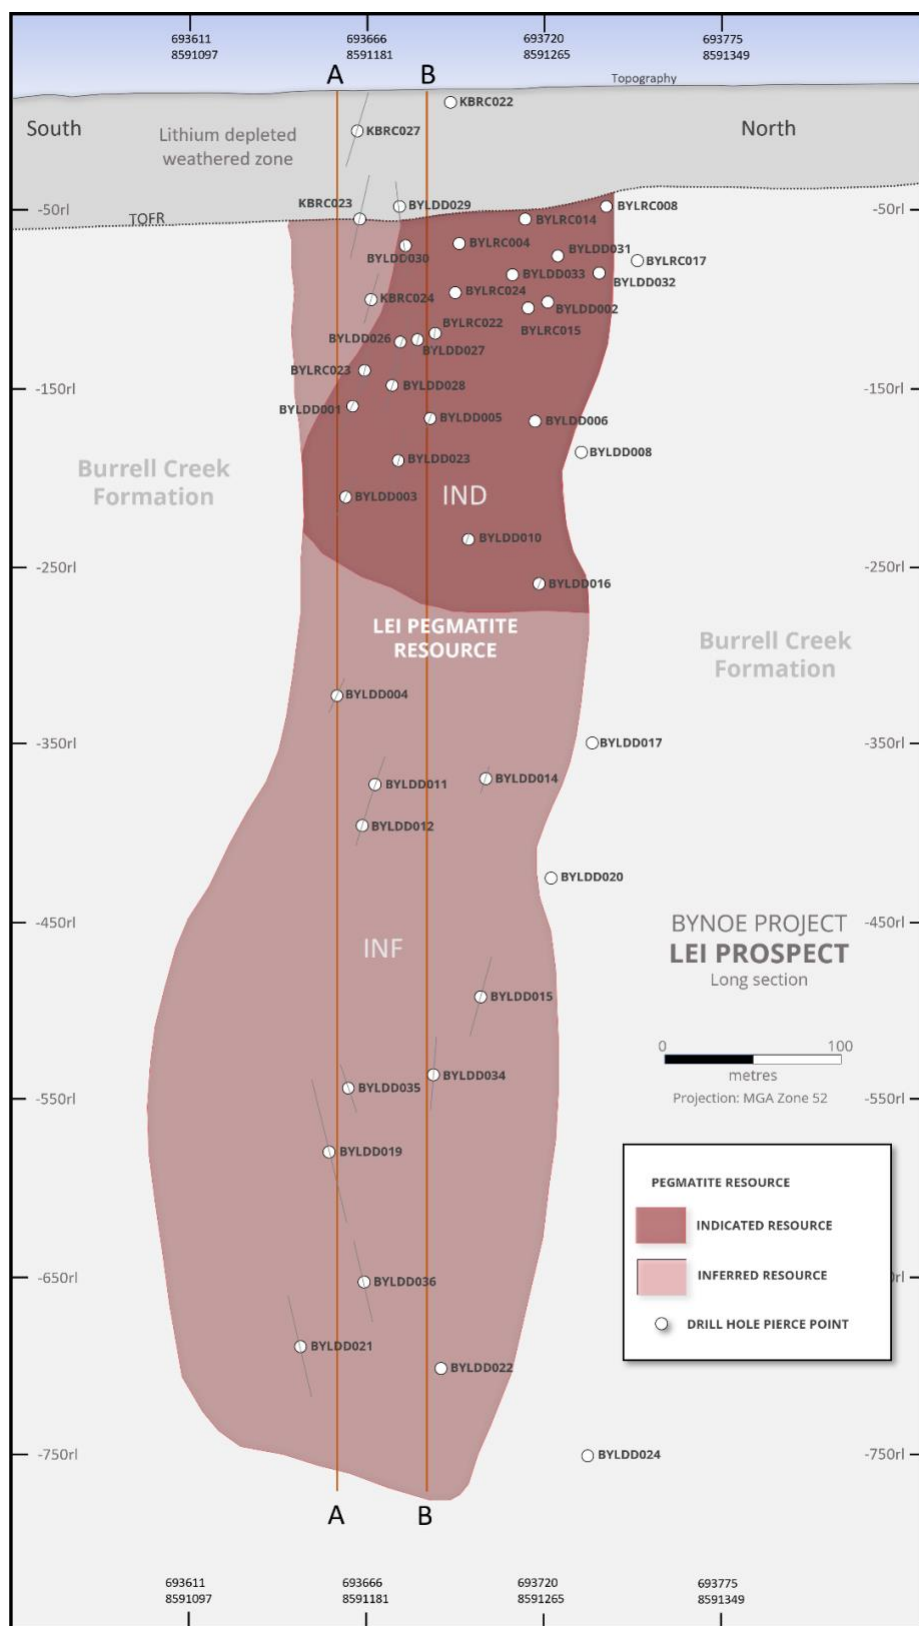 693611
8591097
693666
8591181
693720
8591265
693775
8591349
A
B
Topography
KBRC022
South
KBRC027
North
Lithium depleted
weathered zone
KBRC023
BYLDD029
BYLRC008
-50rl
-50rl
TOFR
BYLRC014
BYLDD030
BYLRC004
BYLDD031
BYLRC017
BYLDD033
BYLDD032
KBRC024
BYLRC024
BYLDD002
BYLRC015
BYLRC022
BYLDD026
BYLDD027
BYLRC023
BYLDD028
-150rl
-150rl
BYLDD001
BYLDD005
BYLDD006
BYLDD008
BYLDD023
Burrell Creek
Formation
BYLDD003
IND
BYLDD010
-250rl
-250rl
BYLDD016
LEI PEGMATITE
RESOURCE
Burrell Creek
Formation
BYLDD004
-350rl
-350rl
BYLDD017
BYLDD011
BYLDD014
BYLDD012
BYLDD020
-450rl
-450rl
BYNOE PROJECT
LEI PROSPECT
Long section
INF
BYLDD015
0
100
metres
Projection: MGA Zone 52
BYLDD034
BYLDD035
-550rl
-550rl
BYLDD019
PEGMATITE RESOURCE
INDICATED RESOURCE
INFERRED RESOURCE
DRILL HOLE PIERCE POINT
-650rl
rl
BYLDD036
BYLDD021
BYLDD022
-750rl
-750rl
BYLDD024
A
B
693611
8591097
693666
8591181
693720
8591265
693775
8591349